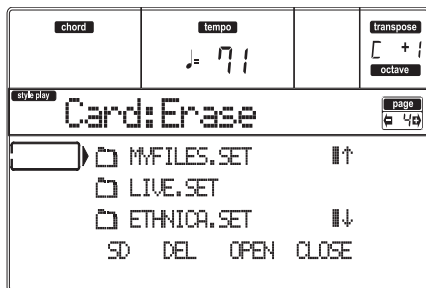 chord
tempo
transpose
♩= 71
C +1
octave
style play
Card:Erase
page
4
MYFILES.SET
LIVE.SET
ETHNICA.SET
SD DEL OPEN CLOSE